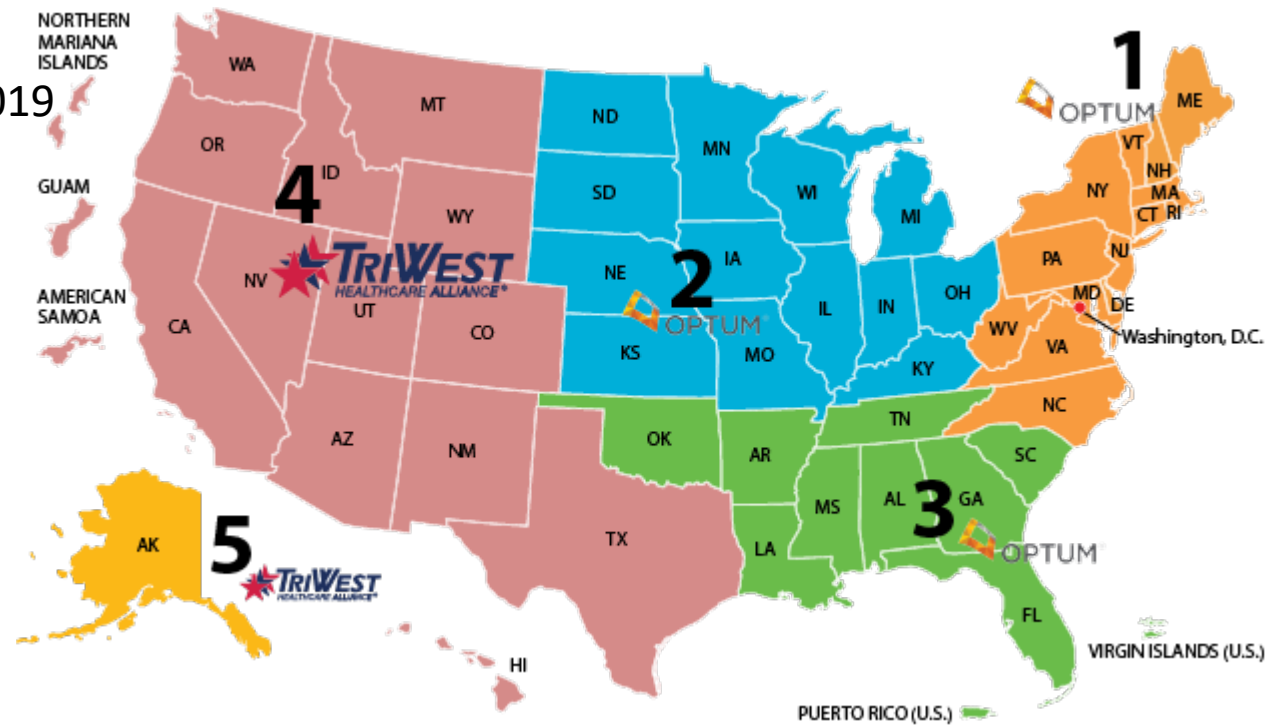 NORTHERN
MARIANA
ISLANDS
019
GUAM
AMERICAN
SAMOA
WA
OR
CA
NV
ID
MT
WY
UT
CO
AZ
NM
TX
HI
4
TRIWEST
HEALTHCARE ALLIANCE®
AK
5
TRIWEST
HEALTHCARE ALLIANCE®
ND
SD
NE
KS
MN
IA
MO
WI
IL
MI
IN
OH
KY
2
OPTUM®
OK
AR
LA
TN
MS
AL
GA
SC
FL
3
OPTUM®
1
OPTUM
ME
VT
NH
MA
CT
RI
NY
PA
NJ
MD
DE
WV
VA
NC
Washington, D.C.
VIRGIN ISLANDS (U.S.)
PUERTO RICO (U.S.)